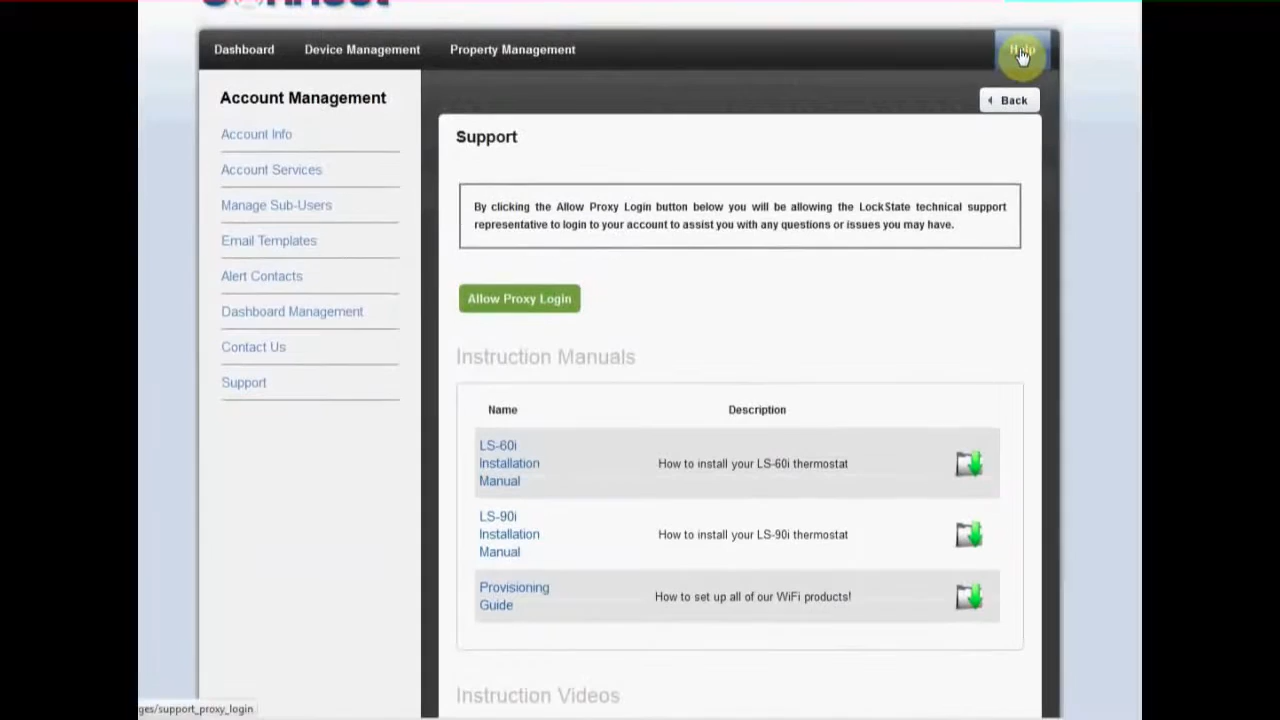 Dashboard Device Management Property Management Help
Back
Account Management
Account Info
Account Services
Manage Sub-Users
Email Templates
Alert Contacts
Dashboard Management
Contact Us
Support
Support
By clicking the Allow Proxy Login button below you will be allowing the LockState technical support
representative to login to your account to assist you with any questions or issues you may have.
Allow Proxy Login
Instruction Manuals
Name Description
LS-60i
Installation
Manual
How to install your LS-60i thermostat
LS-90i
Installation
Manual
How to install your LS-90i thermostat
Provisioning
Guide
How to set up all of our WiFi products!
Instruction Videos
ges/support_proxy_login